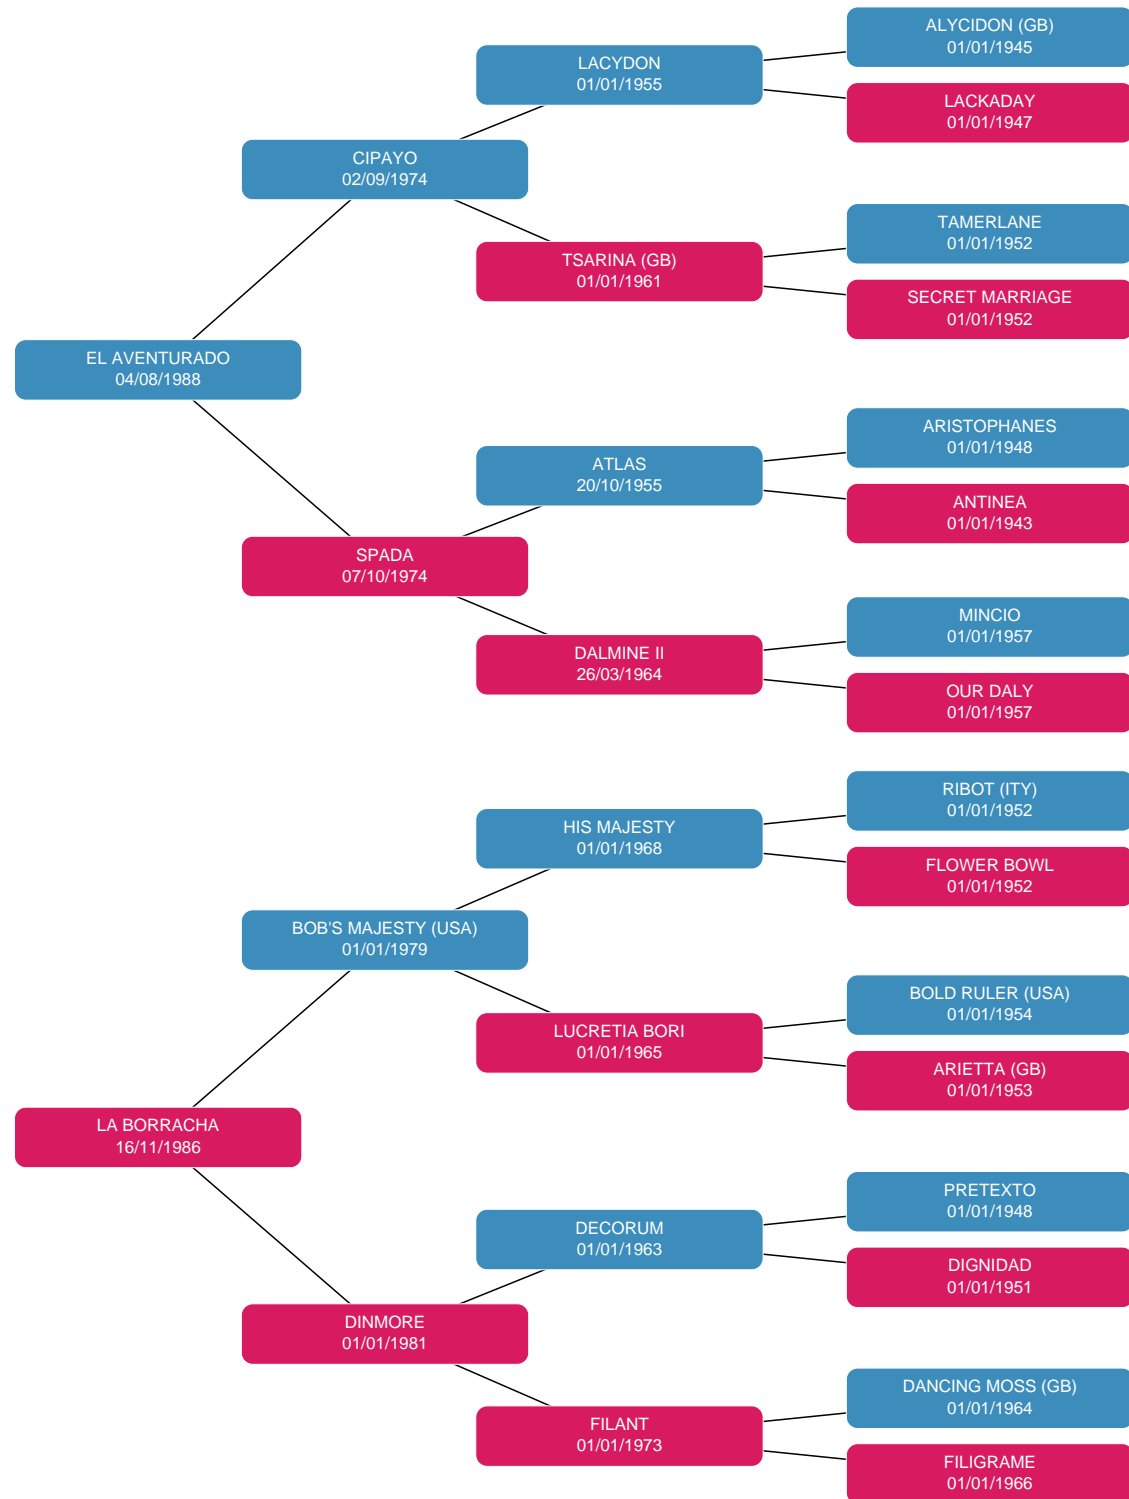 ALYCIDON (GB)
01/01/1945
LACYDON
01/01/1955
LACKADAY
01/01/1947
CIPAYO
02/09/1974
TAMERLANE
01/01/1952
TSARINA (GB)
01/01/1961
SECRET MARRIAGE
01/01/1952
EL AVENTURADO
04/08/1988
ARISTOPHANES
01/01/1948
ATLAS
20/10/1955
ANTINEA
01/01/1943
SPADA
07/10/1974
MINCIO
01/01/1957
DALMINE II
26/03/1964
OUR DALY
01/01/1957
RIBOT (ITY)
01/01/1952
HIS MAJESTY
01/01/1968
FLOWER BOWL
01/01/1952
BOB'S MAJESTY (USA)
01/01/1979
BOLD RULER (USA)
01/01/1954
LUCRETIA BORI
01/01/1965
ARIETTA (GB)
01/01/1953
LA BORRACHA
16/11/1986
PRETEXTO
01/01/1948
DECORUM
01/01/1963
DIGNIDAD
01/01/1951
DINMORE
01/01/1981
DANCING MOSS (GB)
01/01/1964
FILANT
01/01/1973
FILIGRAME
01/01/1966